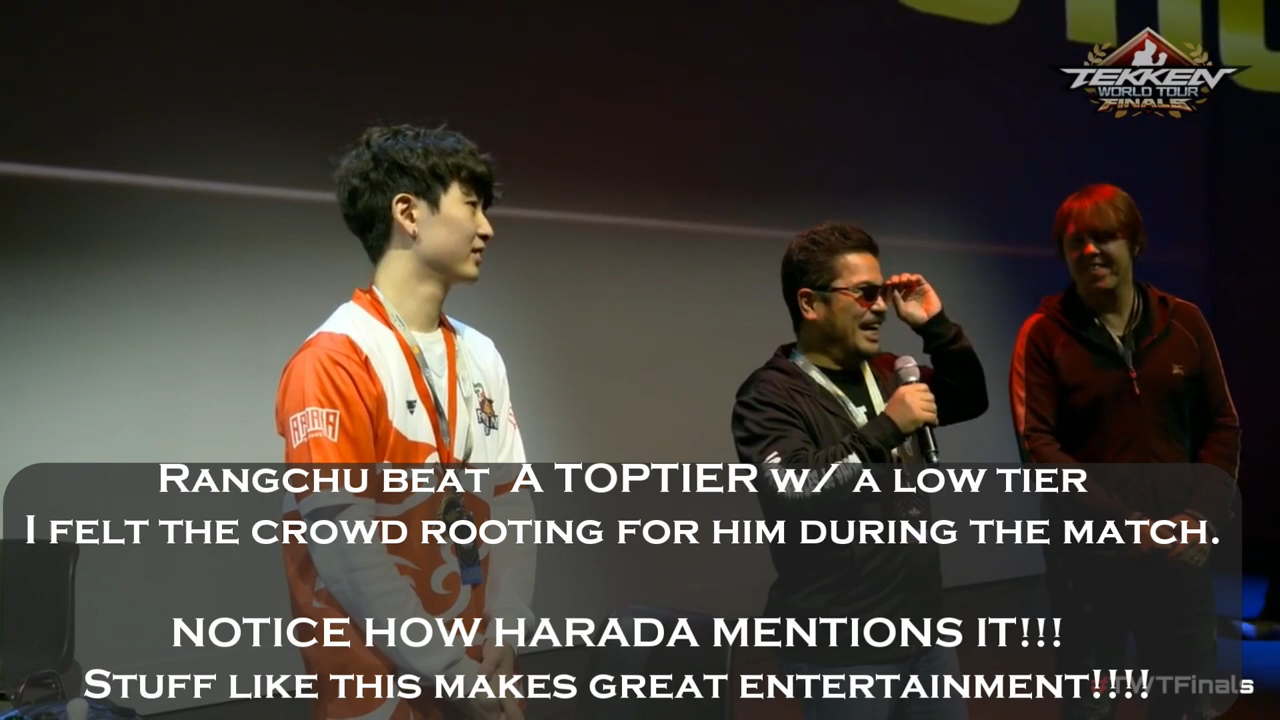 TEKKEN
WORLD TOUR
FINALS
RANGCHU BEAT A TOPTIER W/ A LOW TIER
I FELT THE CROWD ROOTING FOR HIM DURING THE MATCH.
NOTICE HOW HARADA MENTIONS IT!!!
STUFF LIKE THIS MAKES GREAT ENTERTAINMENT!!!!
TWTFinals